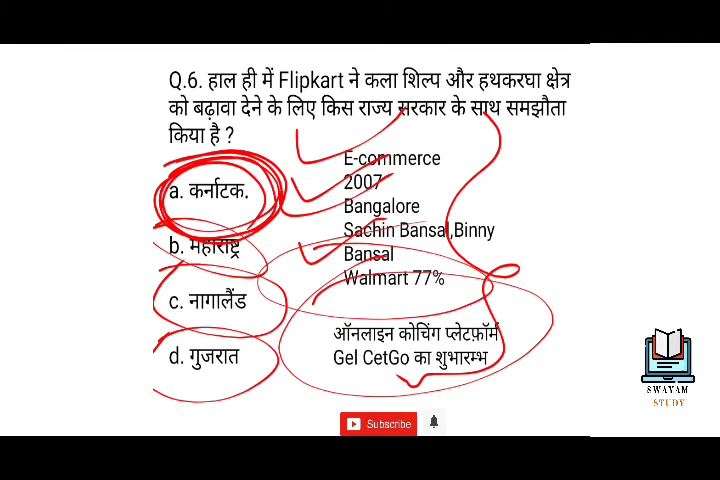 Q.6. हाल ही में Flipkart ने कला शिल्प और हथकरघा क्षेत्र
को बढ़ावा देने के लिए किस राज्य सरकार के साथ समझौता
किया है ?
a. कर्नाटक.
b. महाराष्ट्र
c. नागालैंड
d. गुजरात
E-commerce
2007
Bangalore
Sachin Bansal,Binny
Bansal
Walmart 77%
ऑनलाइन कोचिंग प्लेटफ़ॉर्म
Gel CetGo का शुभारम्भ
SWAYAM
STUDY
Subscribe